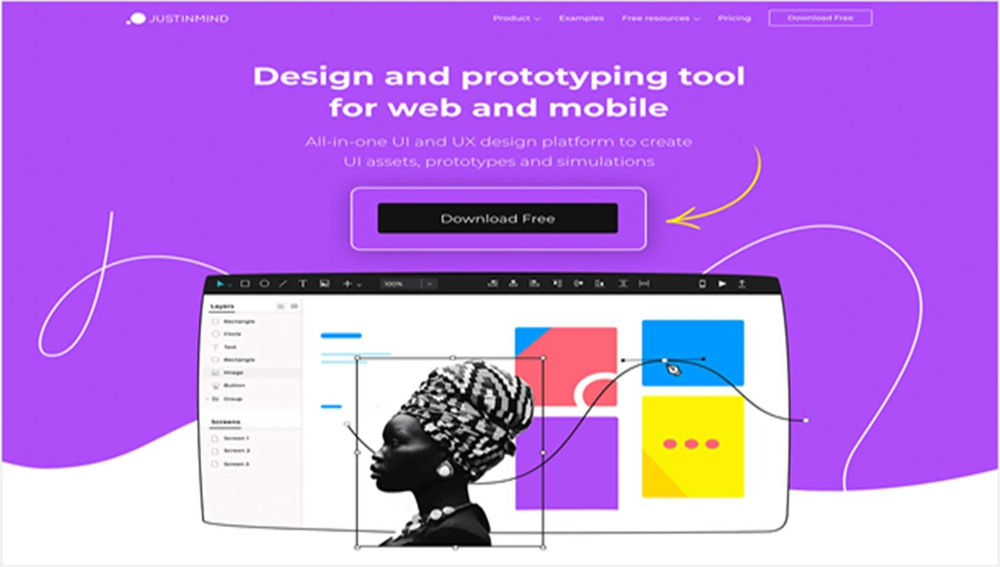 JUSTINMIND
Product
Examples
Free resources
Pricing
Download Free
Design and prototyping tool
for web and mobile
All-in-one UI and UX design platform to create
UI assets, prototypes and simulations
Download Free
T
100%
Layers
Rectangle
Circle
Text
Rectangle
Image
Button
Group
Screens
Screen 1
Screen 2
Screen 3